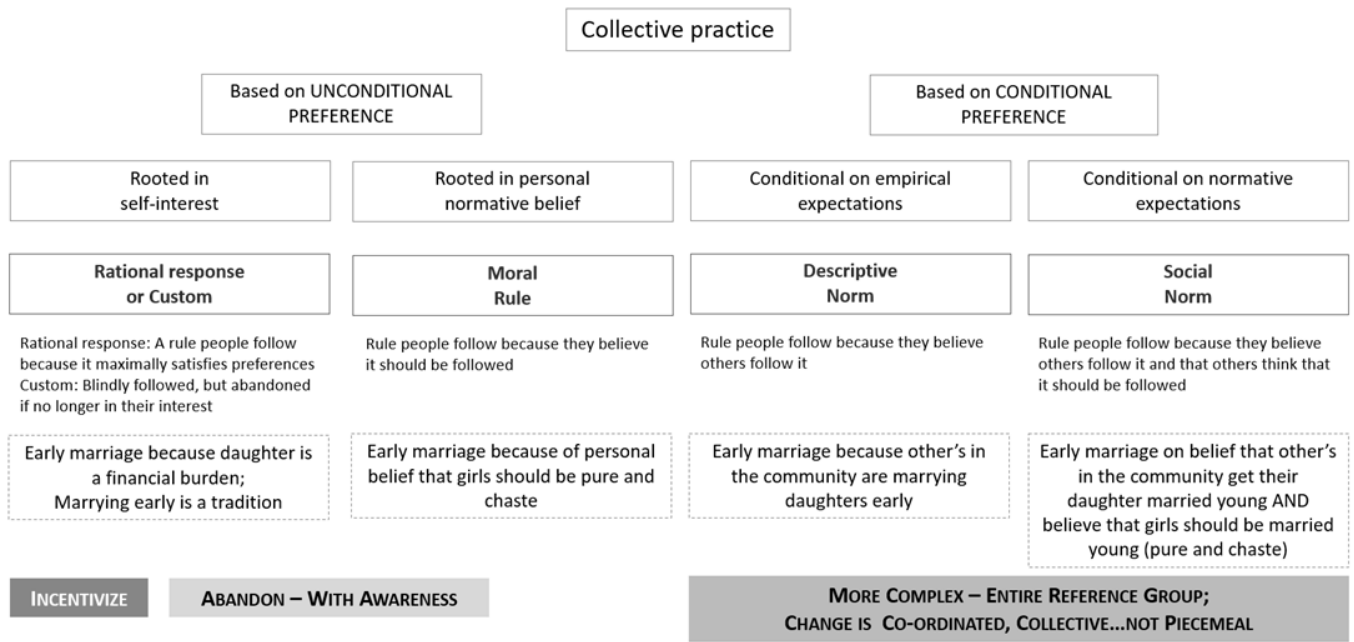 Collective practice
Based on UNCONDITIONAL
PREFERENCE
Based on CONDITIONAL
PREFERENCE
Rooted in
self-interest
Rooted in personal
normative belief
Conditional on empirical
expectations
Conditional on normative
expectations
Rational response
or Custom
Moral
Rule
Descriptive
Norm
Social
Norm
Rational response: A rule people follow
because it maximally satisfies preferences
Custom: Blindly followed, but abandoned
if no longer in their interest
Rule people follow because they believe
it should be followed
Rule people follow because they believe
others follow it
Rule people follow because they believe
others follow it and that others think that
it should be followed
Early marriage because daughter is
a financial burden;
Marrying early is a tradition
Early marriage because of personal
belief that girls should be pure and
chaste
Early marriage because other's in
the community are marrying
daughters early
Early marriage on belief that other's
in the community get their
daughter married young AND
believe that girls should be married
young (pure and chaste)
INCENTIVIZE
ABANDON – WITH AWARENESS
MORE COMPLEX – ENTIRE REFERENCE GROUP;
CHANGE IS CO-ORDINATED, COLLECTIVE...NOT PIECEMEAL